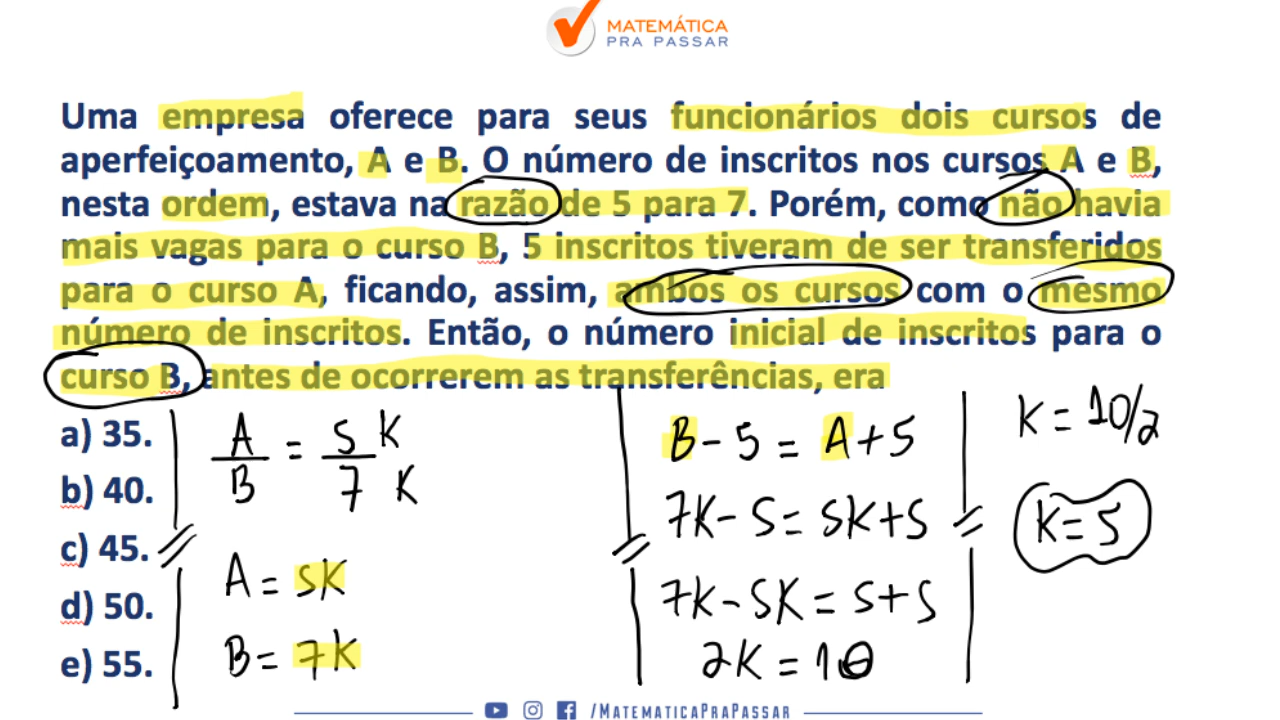 MATEMÁTICA
PRA PASSAR
Uma empresa oferece para seus funcionários dois cursos de
aperfeiçoamento, A e B. O número de inscritos nos cursos A e B,
nesta ordem, estava na razão de 5 para 7. Porém, como não havia
mais vagas para o curso B, 5 inscritos tiveram de ser transferidos
para o curso A, ficando, assim, ambos os cursos com o mesmo
número de inscritos. Então, o número inicial de inscritos para o
curso B, antes de ocorrerem as transferências, era
a) 35.
b) 40.
c) 45.
d) 50.
e) 55.
A/B = 5K/7K
A = 5K
B = 7K
B - 5 = A + 5
7K - 5 = 5K + 5
7K - 5K = 5 + 5
2K = 10
K = 10/2
K = 5
/MATEMATICAPRAPASSAR